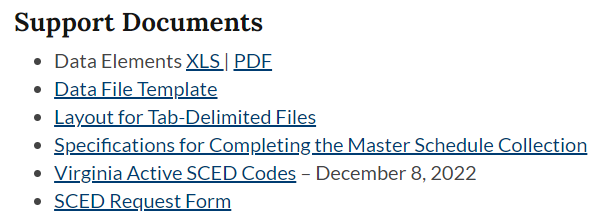 Support Documents
• Data Elements XLS | PDF
• Data File Template
• Layout for Tab-Delimited Files
• Specifications for Completing the Master Schedule Collection
• Virginia Active SCED Codes – December 8, 2022
• SCED Request Form